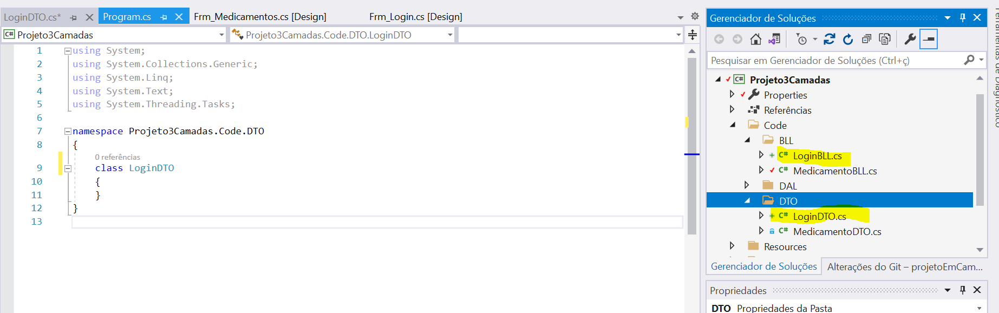 LoginDTO.cs*
Program.cs
Frm_Medicamentos.cs [Design]
Frm_Login.cs [Design]
Projeto3Camadas
Projeto3Camadas.Code.DTO.LoginDTO
1 using System;
2 using System.Collections.Generic;
3 using System.Linq;
4 using System.Text;
5 using System.Threading.Tasks;
6
7 namespace Projeto3Camadas.Code.DTO
8 {
0 referências
9 class LoginDTO
10 {
11 }
12 }
13
Gerenciador de Soluções
Pesquisar em Gerenciador de Soluções (Ctrl+ç)
C# Projeto3Camadas
Properties
Referências
Code
BLL
C# LoginBLL.cs
C# MedicamentoBLL.cs
DAL
DTO
C# LoginDTO.cs
C# MedicamentoDTO.cs
Resources
Gerenciador de Soluções
Alterações do Git – projetoEmCam...
Propriedades
DTO Propriedades da Pasta
Ferramentas de Diagnóstico